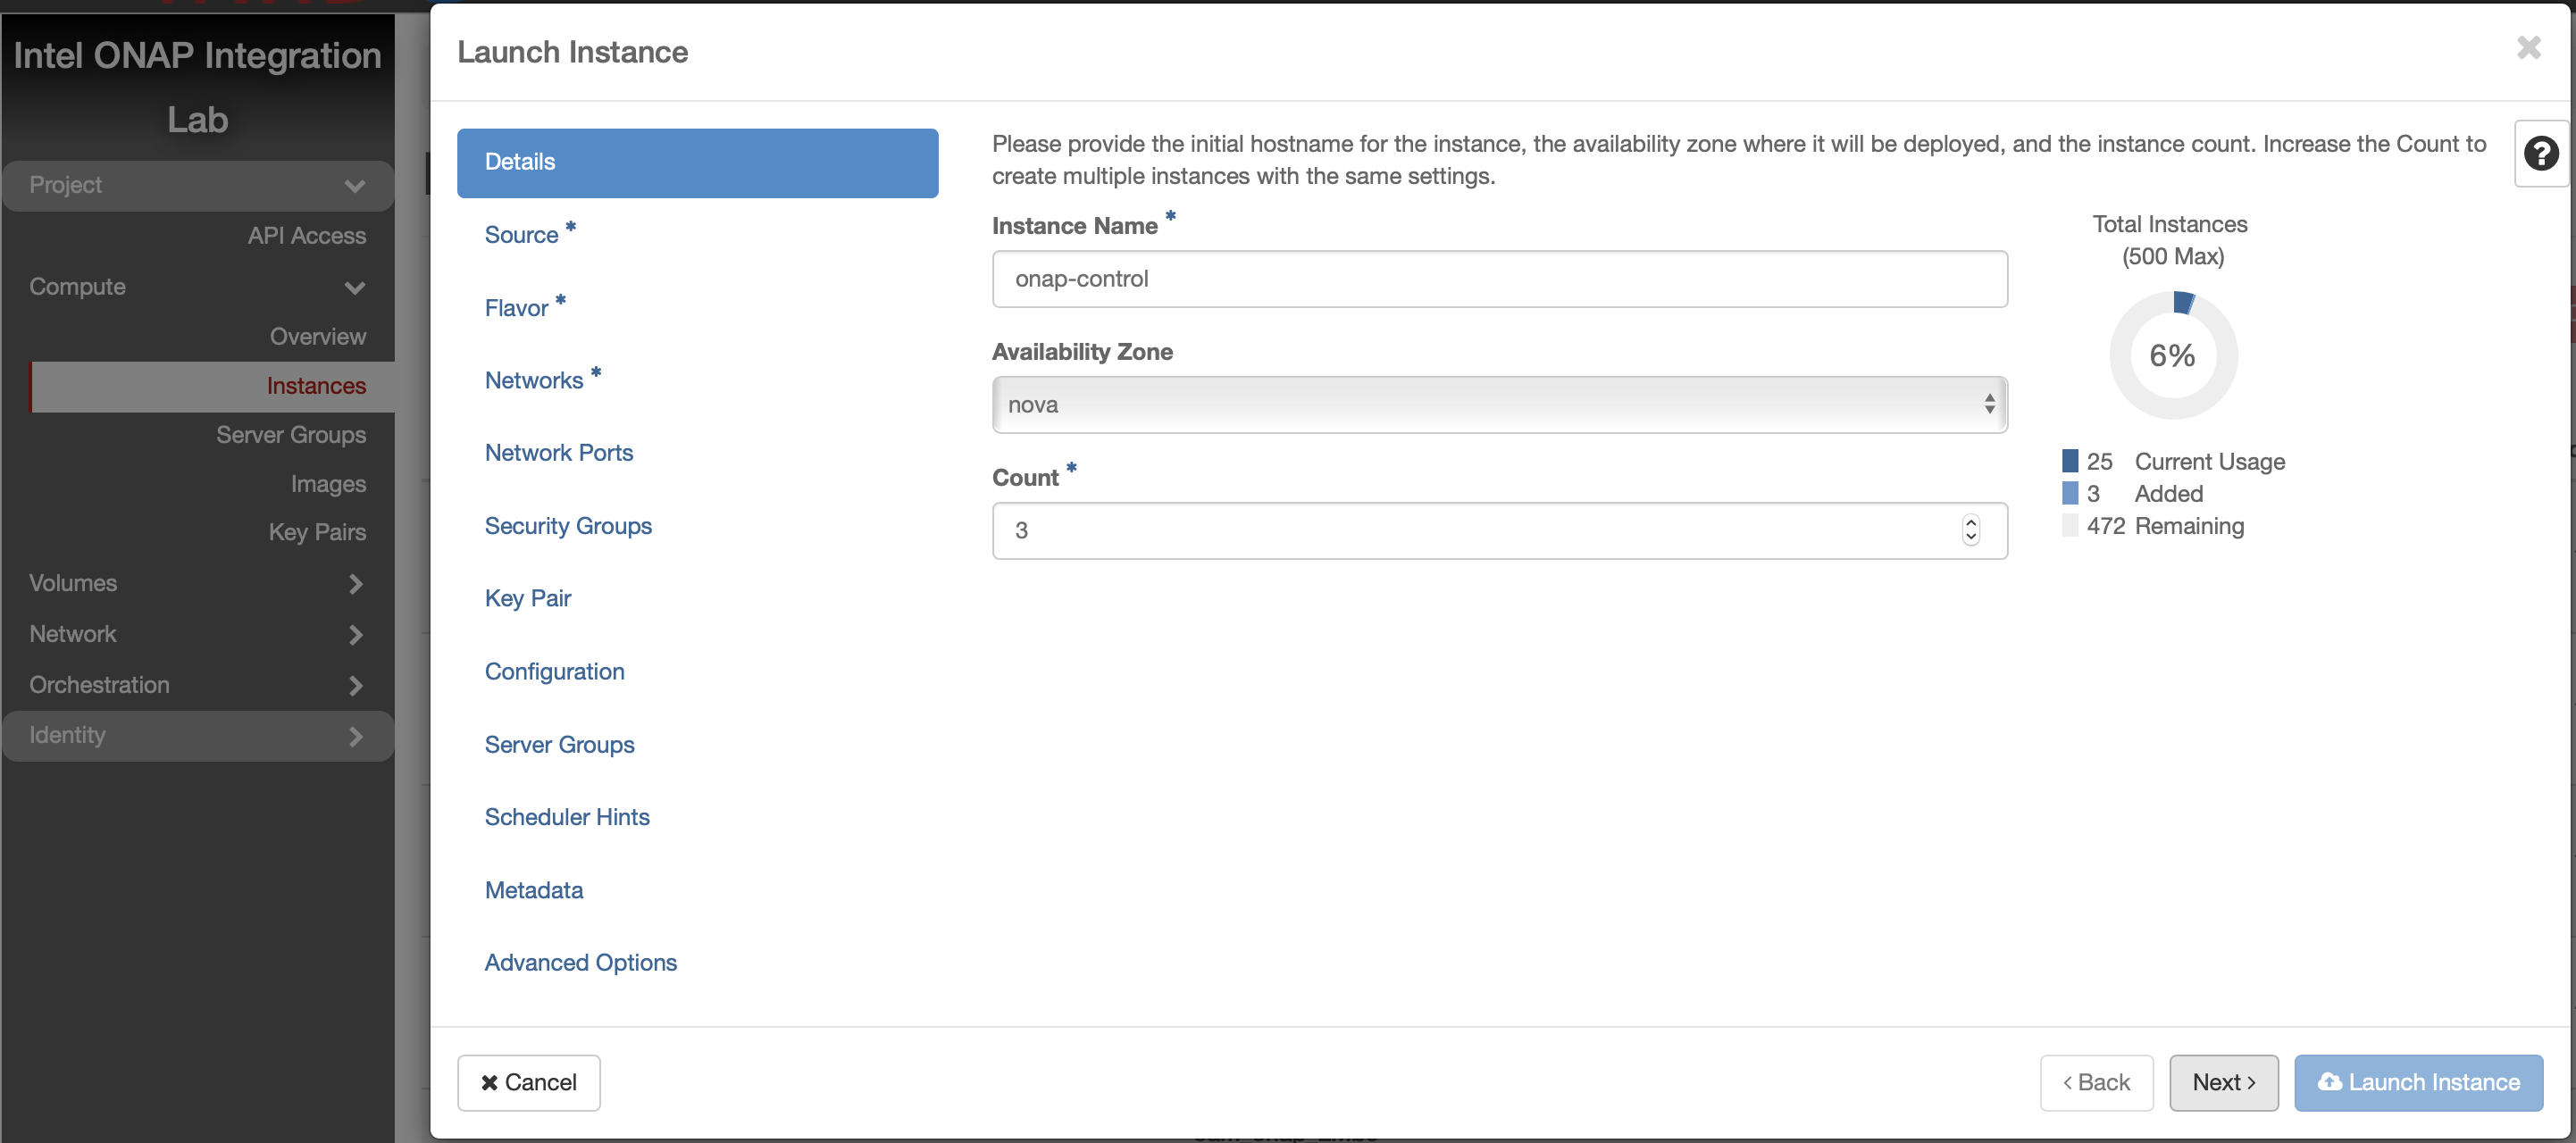 Intel ONAP Integration
Lab
Project
API Access
Compute
Overview
Instances
Server Groups
Images
Key Pairs
Volumes
Network
Orchestration
Identity
Launch Instance
Details
Source *
Flavor *
Networks *
Network Ports
Security Groups
Key Pair
Configuration
Server Groups
Scheduler Hints
Metadata
Advanced Options
Please provide the initial hostname for the instance, the availability zone where it will be deployed, and the instance count. Increase the Count to
create multiple instances with the same settings.
Instance Name *
onap-control
Availability Zone
nova
Count *
3
Total Instances
(500 Max)
6%
25 Current Usage
3 Added
472 Remaining
Cancel
< Back
Next >
Launch Instance